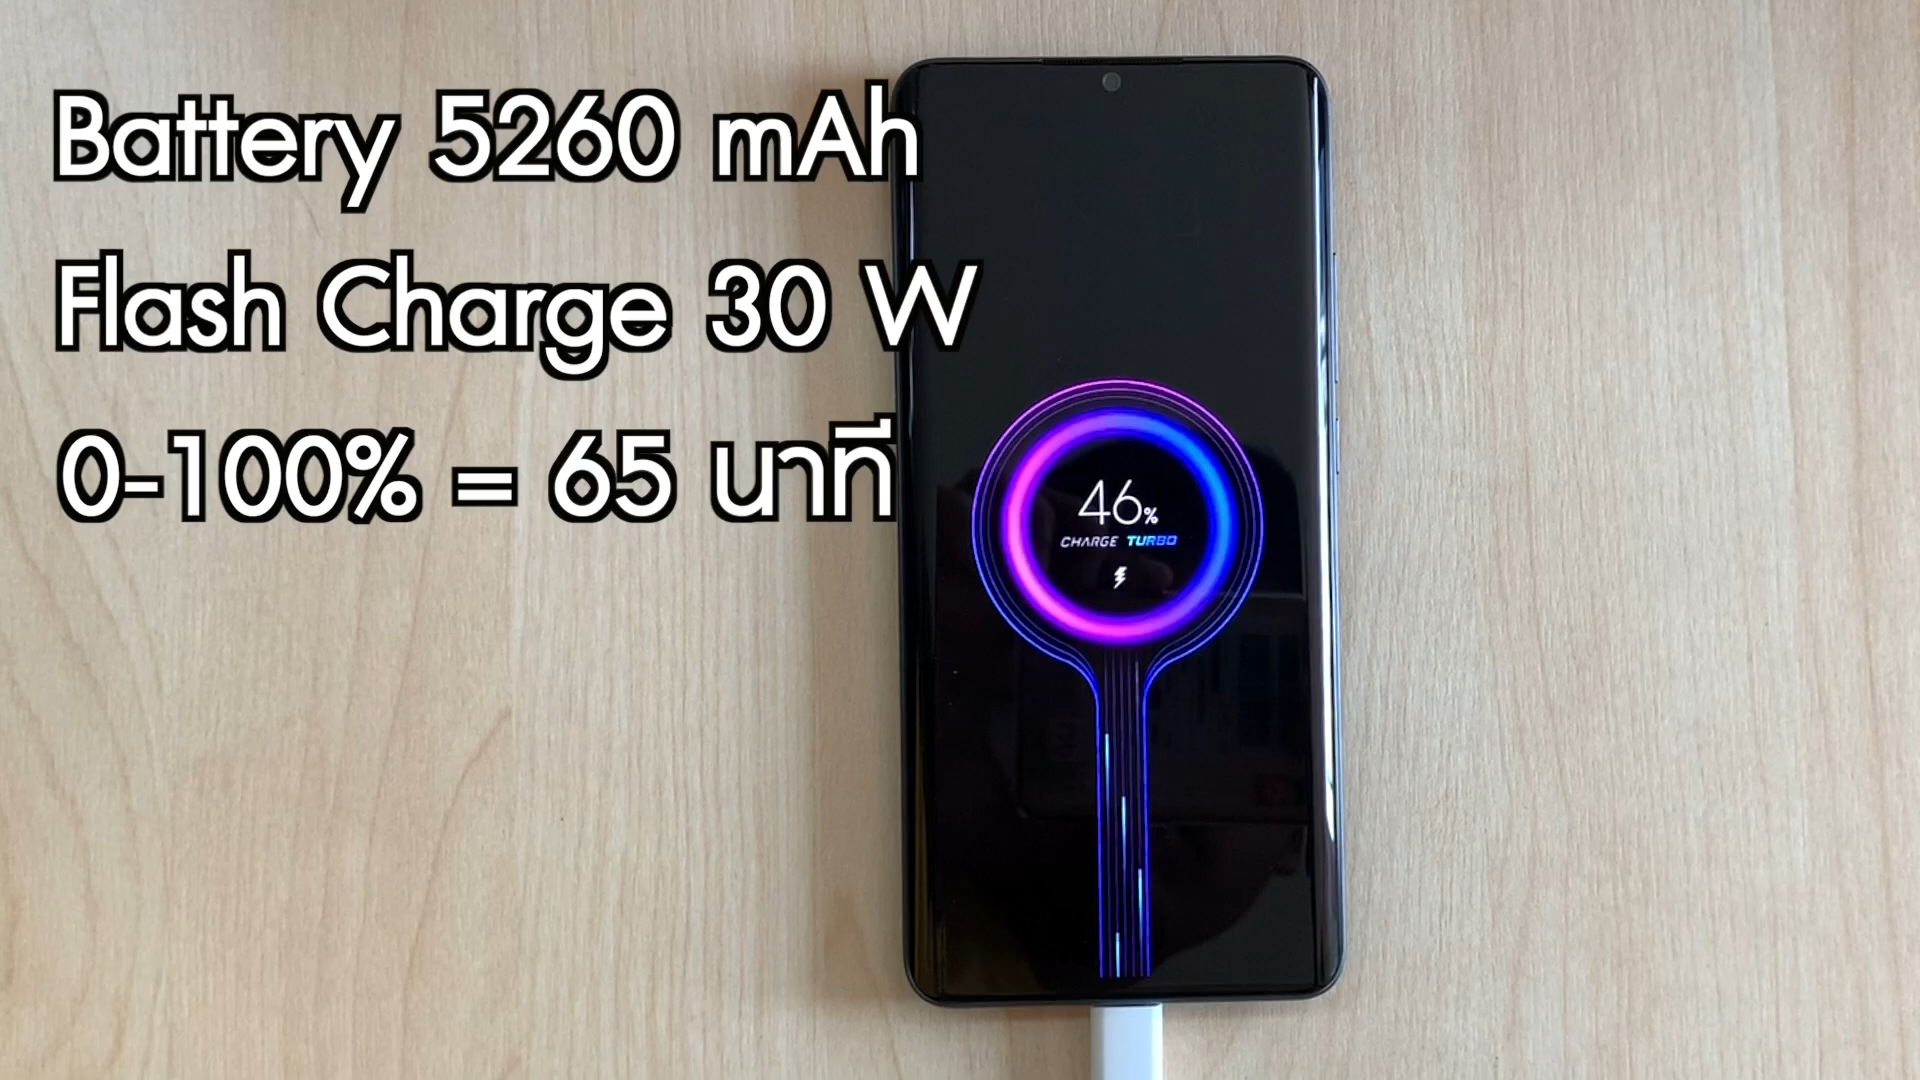 Battery 5260 mAh
Flash Charge 30 W
0-100% = 65 นาที
46%
CHARGE TURBO